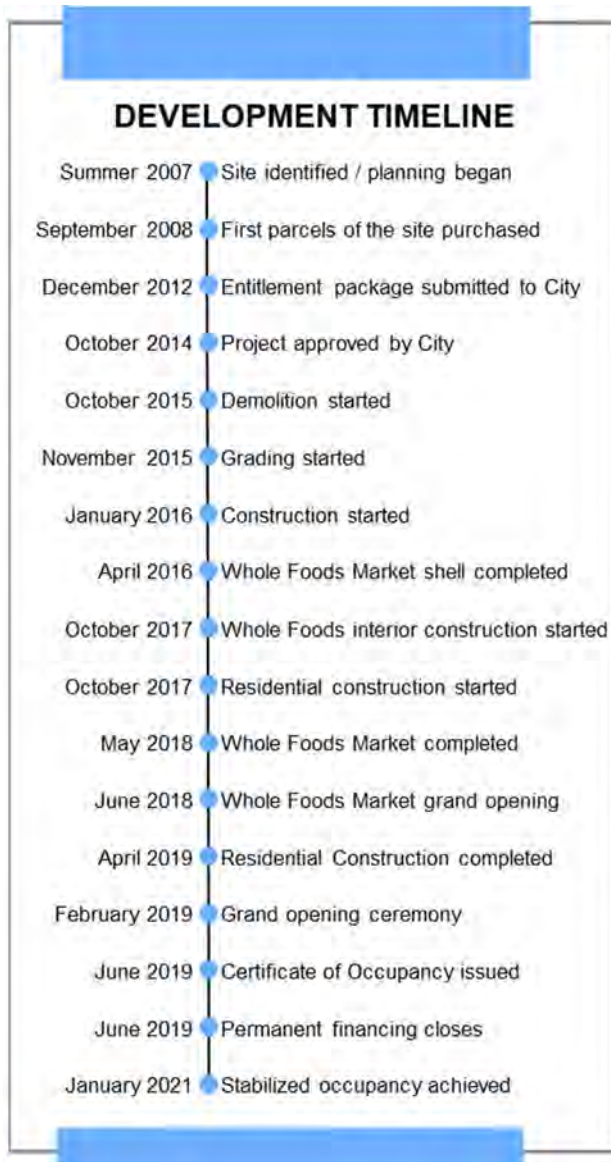 DEVELOPMENT TIMELINE
Summer 2007 Site identified / planning began
September 2008 First parcels of the site purchased
December 2012 Entitlement package submitted to City
October 2014 Project approved by City
October 2015 Demolition started
November 2015 Grading started
January 2016 Construction started
April 2016 Whole Foods Market shell completed
October 2017 Whole Foods interior construction started
October 2017 Residential construction started
May 2018 Whole Foods Market completed
June 2018 Whole Foods Market grand opening
April 2019 Residential Construction completed
February 2019 Grand opening ceremony
June 2019 Certificate of Occupancy issued
June 2019 Permanent financing closes
January 2021 Stabilized occupancy achieved